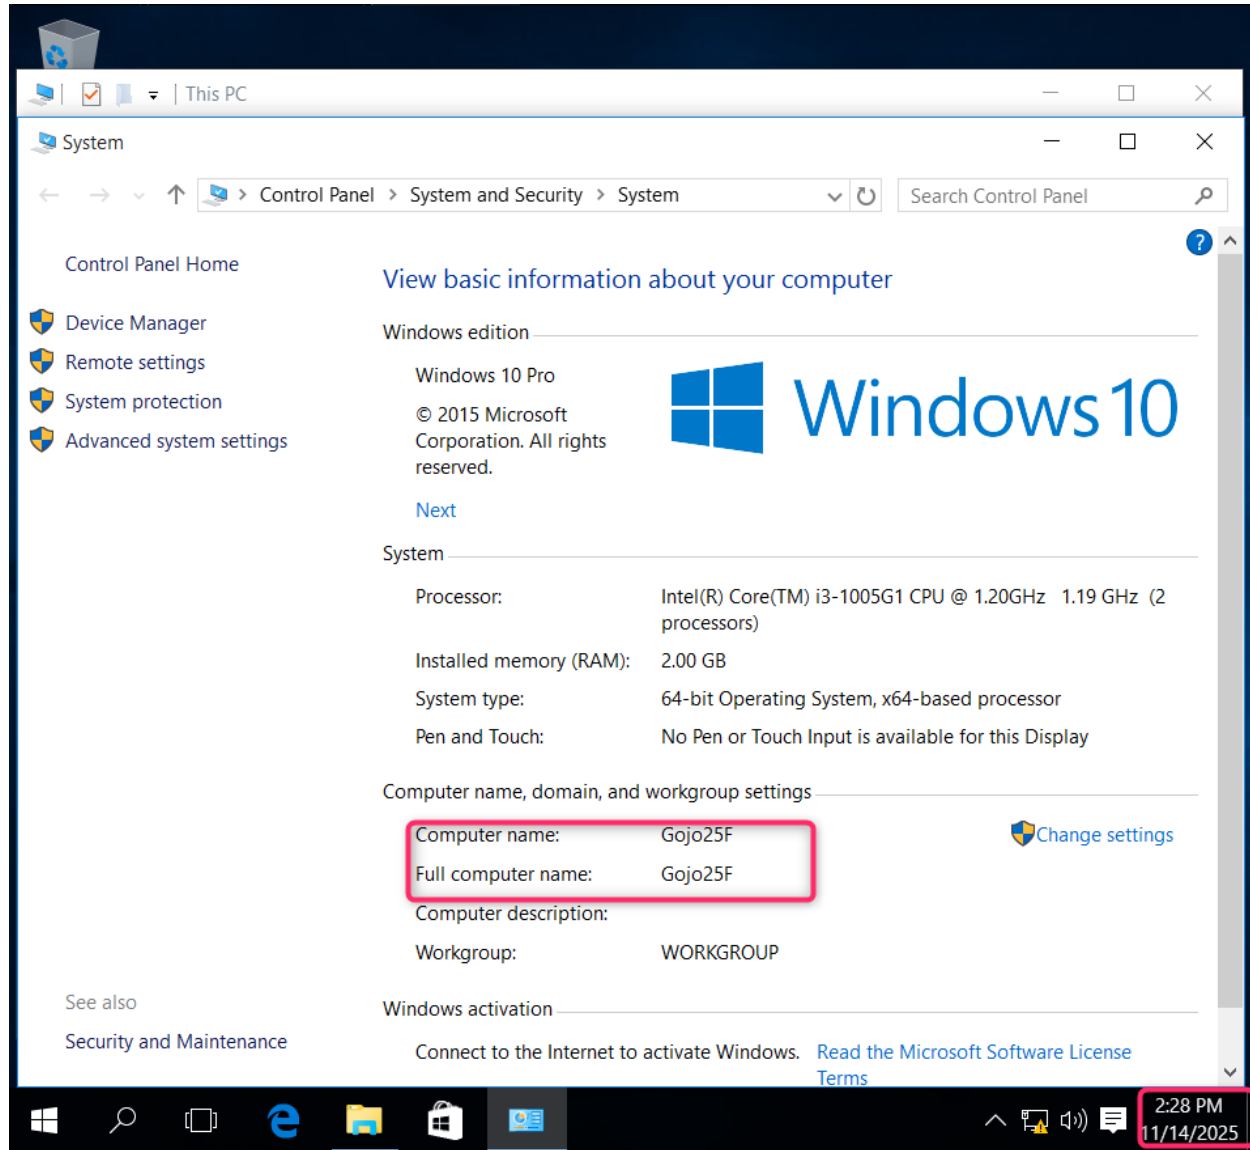 This PC
System
Control Panel > System and Security > System
Search Control Panel
?
Control Panel Home
Device Manager
Remote settings
System protection
Advanced system settings
View basic information about your computer
Windows edition
Windows 10 Pro
© 2015 Microsoft
Corporation. All rights
reserved.
Next
Windows 10
System
Processor: Intel(R) Core(TM) i3-1005G1 CPU @ 1.20GHz 1.19 GHz (2
processors)
Installed memory (RAM): 2.00 GB
System type: 64-bit Operating System, x64-based processor
Pen and Touch: No Pen or Touch Input is available for this Display
Computer name, domain, and workgroup settings
Computer name: Gojo25F
Change settings
Full computer name: Gojo25F
Computer description:
Workgroup: WORKGROUP
Windows activation
Connect to the Internet to activate Windows. Read the Microsoft Software License
Terms
See also
Security and Maintenance
2:28 PM
11/14/2025